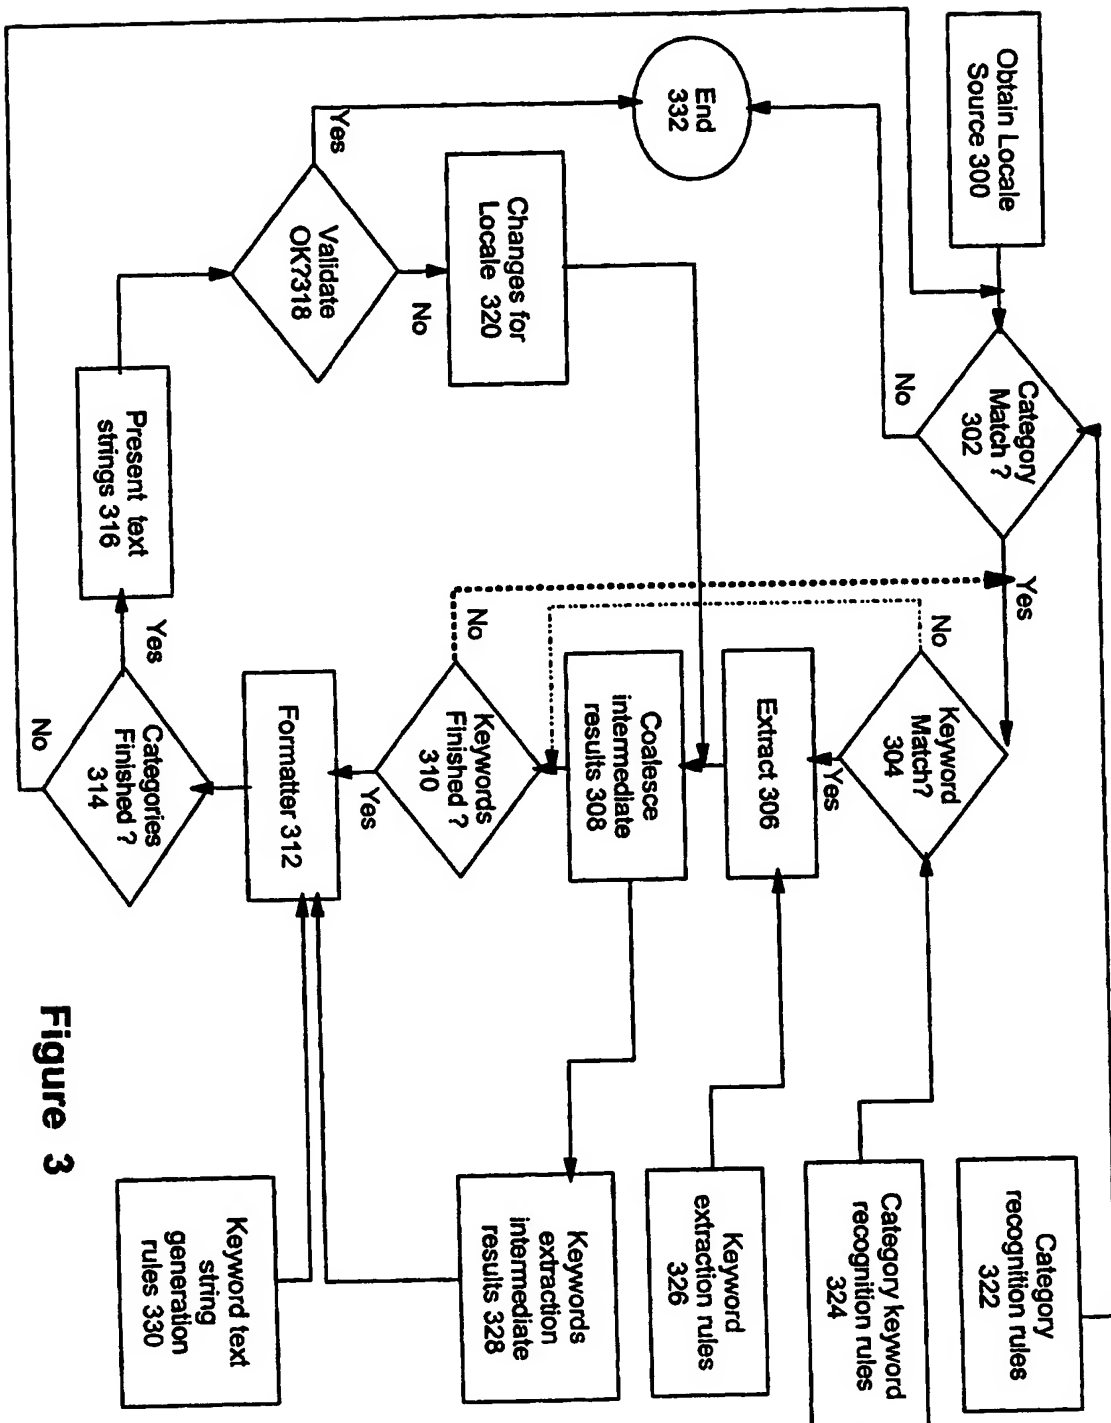 Obtain Locale
Source 300
Category
Match ?
302
No
Yes
End
332
Keyword
Match?
304
No
Yes
Extract 306
Coalesce
intermediate
results 308
Keywords
Finished ?
310
No
Yes
Formatter 312
Categories
Finished ?
314
Yes
No
Present text
strings 316
Validate
OK?318
Yes
No
Changes for
Locale 320
Category
recognition rules
322
Category keyword
recognition rules
324
Keyword
extraction rules
326
Keywords
extraction
intermediate
results 328
Keyword text
string
generation
rules 330
Figure 3